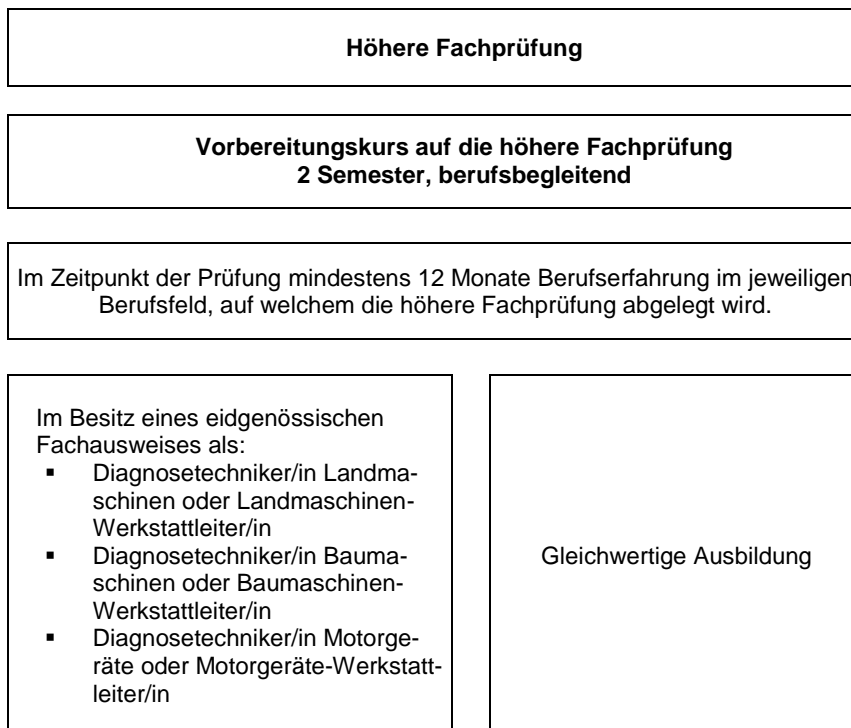 Höhere Fachprüfung
Vorbereitungskurs auf die höhere Fachprüfung
2 Semester, berufsbegleitend
Im Zeitpunkt der Prüfung mindestens 12 Monate Berufserfahrung im jeweiligen
Berufsfeld, auf welchem die höhere Fachprüfung abgelegt wird.
Im Besitz eines eidgenössischen
Fachausweises als:
▪ Diagnosetechniker/in Landma-
schinen oder Landmaschinen-
Werkstattleiter/in
▪ Diagnosetechniker/in Bauma-
schinen oder Baumaschinen-
Werkstattleiter/in
▪ Diagnosetechniker/in Motorge-
räte oder Motorgeräte-Werkstatt-
leiter/in
Gleichwertige Ausbildung